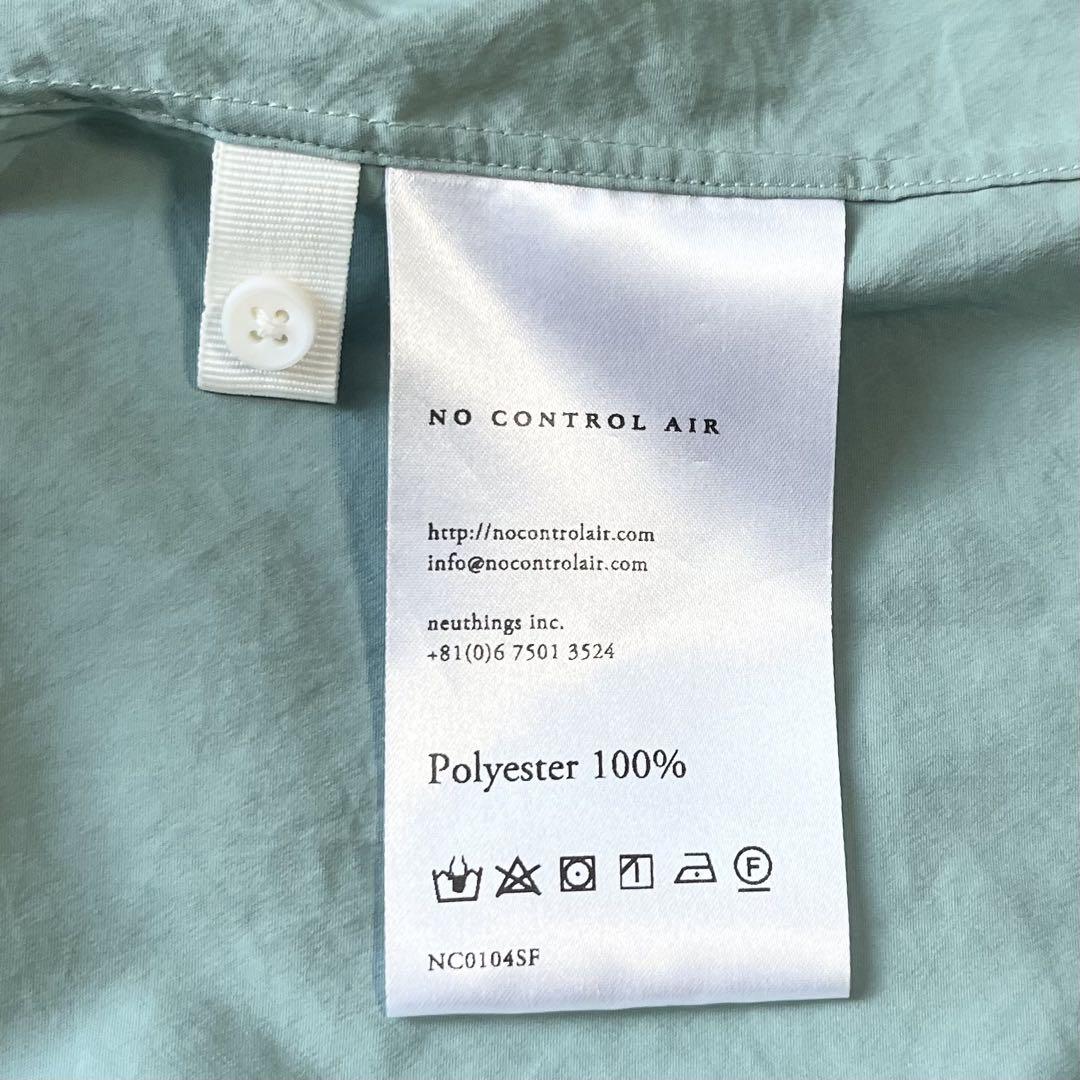 NO CONTROL AIR
http://nocontrolair.com
info@nocontrolair.com
neuthings inc.
+81(0)6 7501 3524
Polyester 100%
F
NC0104SF